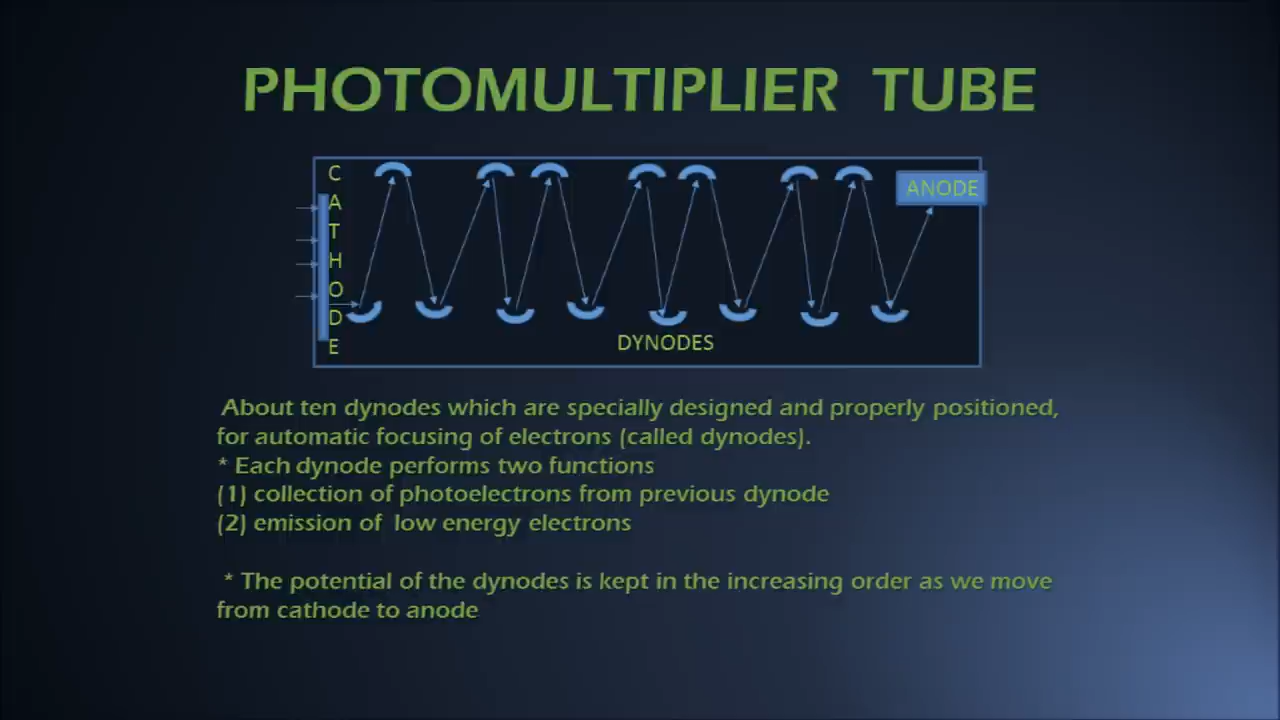 PHOTOMULTIPLIER TUBE
CATHODE
ANODE
DYNODES
About ten dynodes which are specially designed and properly positioned,
for automatic focusing of electrons (called dynodes).
* Each dynode performs two functions
(1) collection of photoelectrons from previous dynode
(2) emission of low energy electrons
* The potential of the dynodes is kept in the increasing order as we move
from cathode to anode